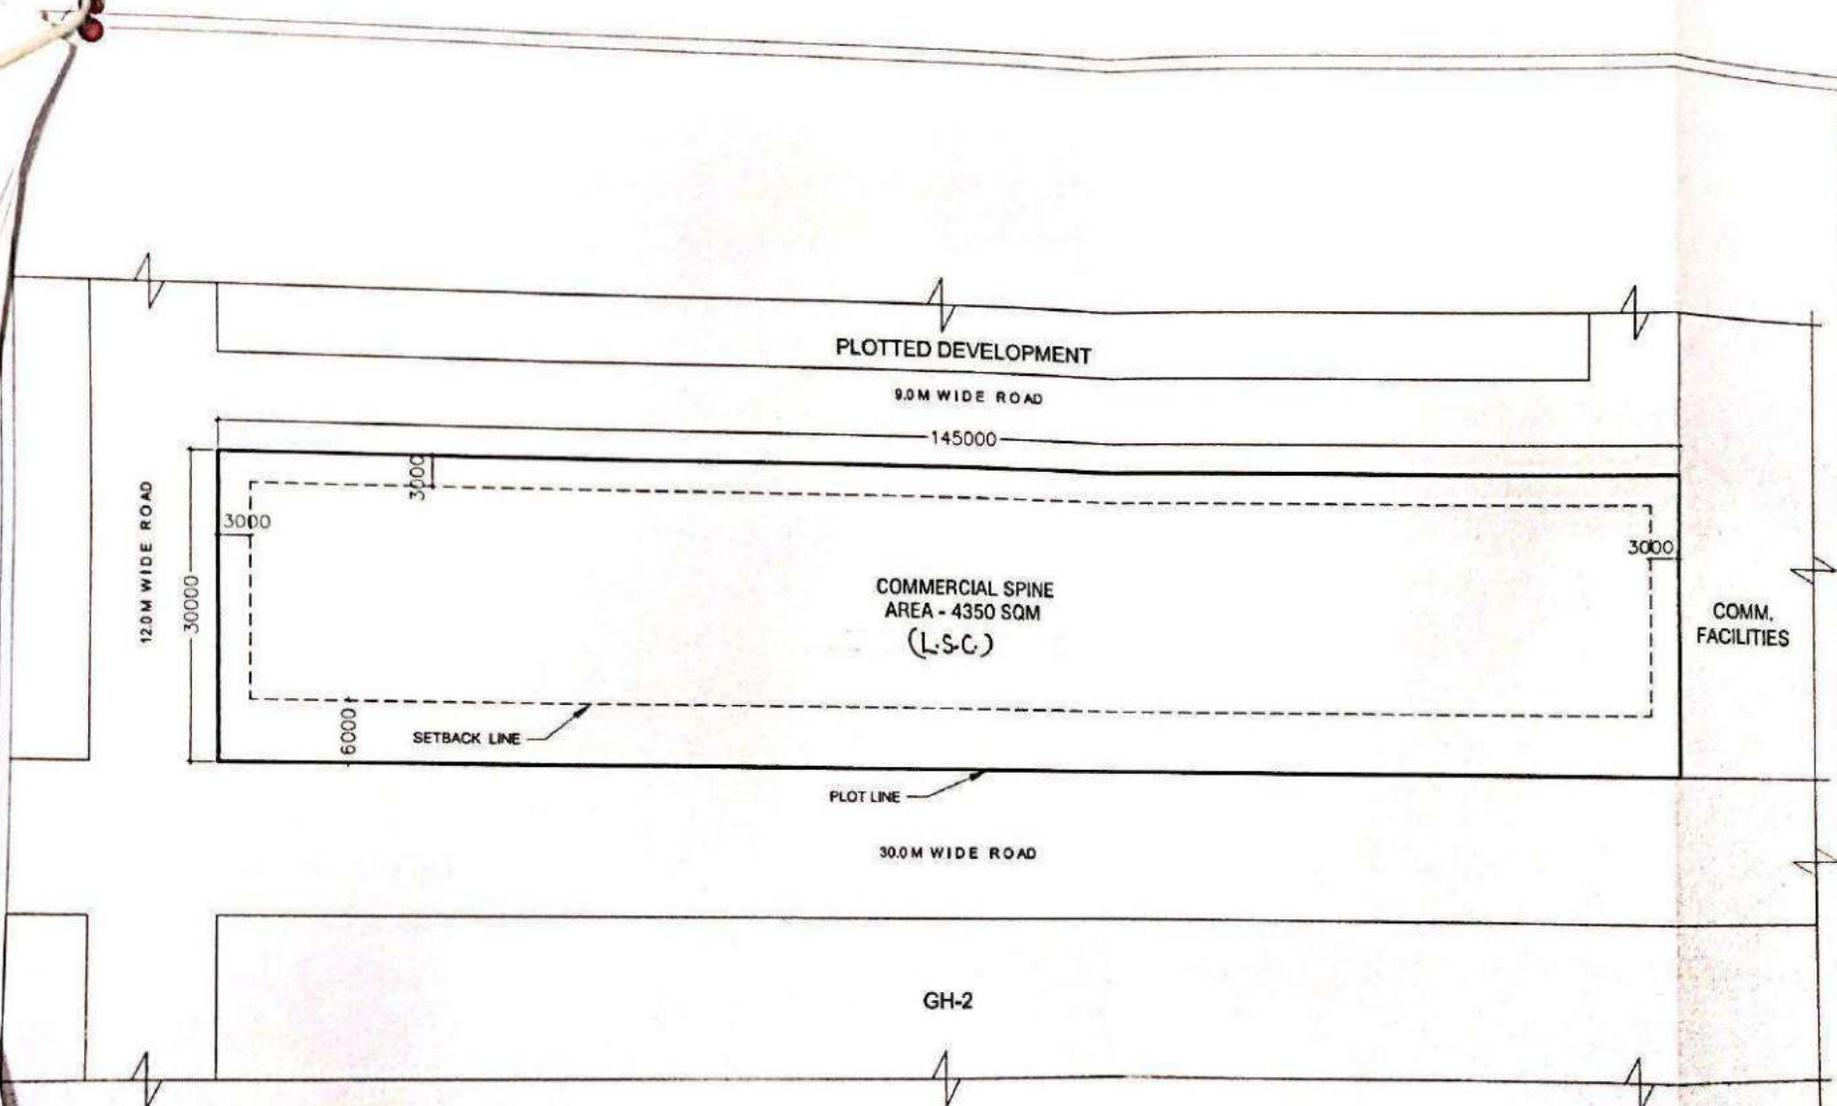 PLOTTED DEVELOPMENT
9.0M WIDE ROAD
145000
3000
3000
12.0M WIDE ROAD
30000
3000
COMMERCIAL SPINE
AREA - 4350 SQM
(L.S.C.)
COMM.
FACILITIES
6000
SETBACK LINE
PLOT LINE
30.0M WIDE ROAD
GH-2